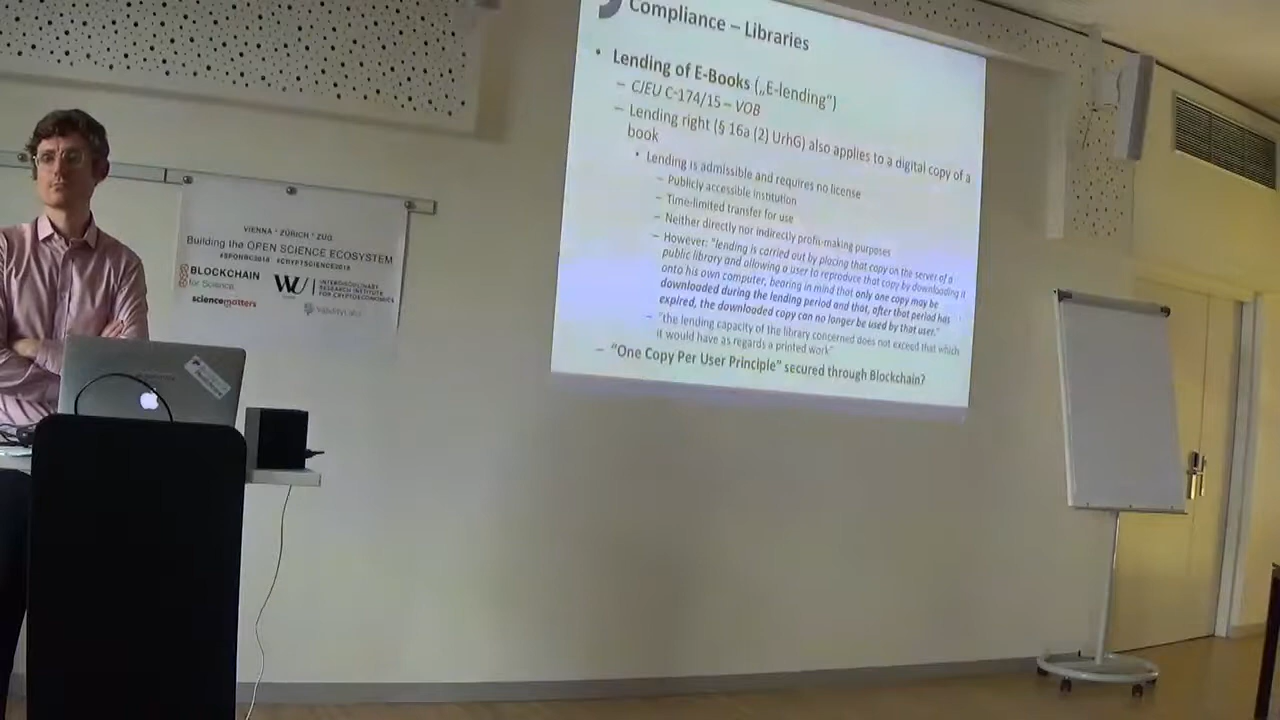 Compliance – Libraries
• Lending of E-Books („E-lending“)
– CJEU C-174/15 – VOB
– Lending right (§ 16a (2) UrhG) also applies to a digital copy of a
book
• Lending is admissible and requires no license
– Publicly accessible institution
– Time-limited transfer for use
– Neither directly nor indirectly profit-making purposes
– However: "lending is carried out by placing that copy on the server of a
public library and allowing a user to reproduce that copy by downloading it
onto his own computer, bearing in mind that only one copy may be
downloaded during the lending period and that, after that period has
expired, the downloaded copy can no longer be used by that user."
– "the lending capacity of the library concerned does not exceed that which
it would have as regards a printed work"
– "One Copy Per User Principle" secured through Blockchain?
VIENNA * ZÜRICH * ZUG
Building the OPEN SCIENCE ECOSYSTEM
#SPONBC2018 #CRYPTSCIENCE2018
BLOCKCHAIN
for Science
sciencematters
WU
INTERDISCIPLINARY
RESEARCH INSTITUTE
FOR CRYPTOECONOMICS